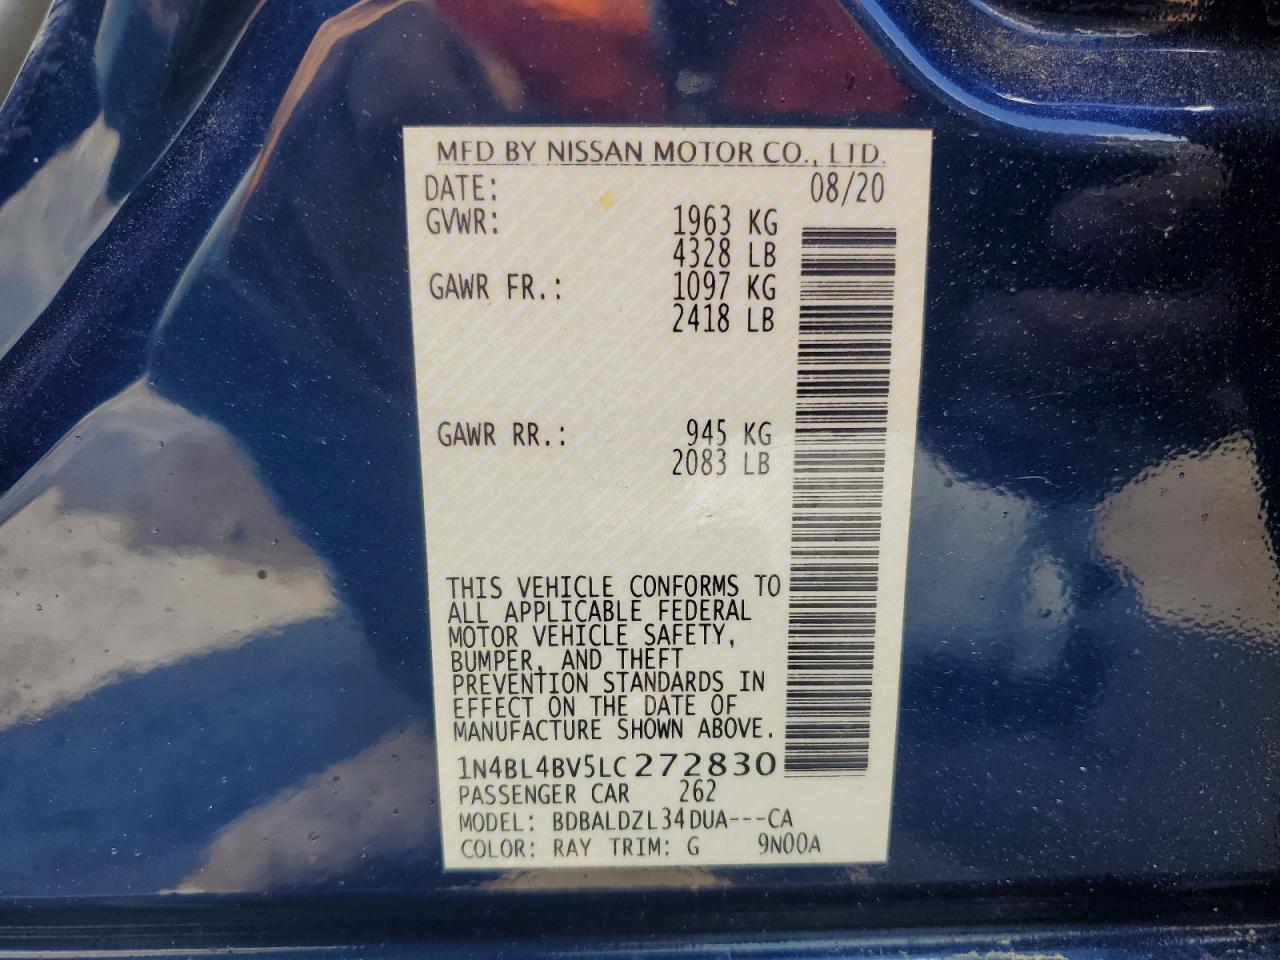 MFD BY NISSAN MOTOR CO., LTD.
DATE: 08/20
GVWR: 1963 KG
4328 LB
GAWR FR.: 1097 KG
2418 LB
GAWR RR.: 945 KG
2083 LB
THIS VEHICLE CONFORMS TO
ALL APPLICABLE FEDERAL
MOTOR VEHICLE SAFETY,
BUMPER, AND THEFT
PREVENTION STANDARDS IN
EFFECT ON THE DATE OF
MANUFACTURE SHOWN ABOVE.
1N4BL4BV5LC272830
PASSENGER CAR 262
MODEL: BDBALDZL34DUA---CA
COLOR: RAY TRIM: G 9N00A